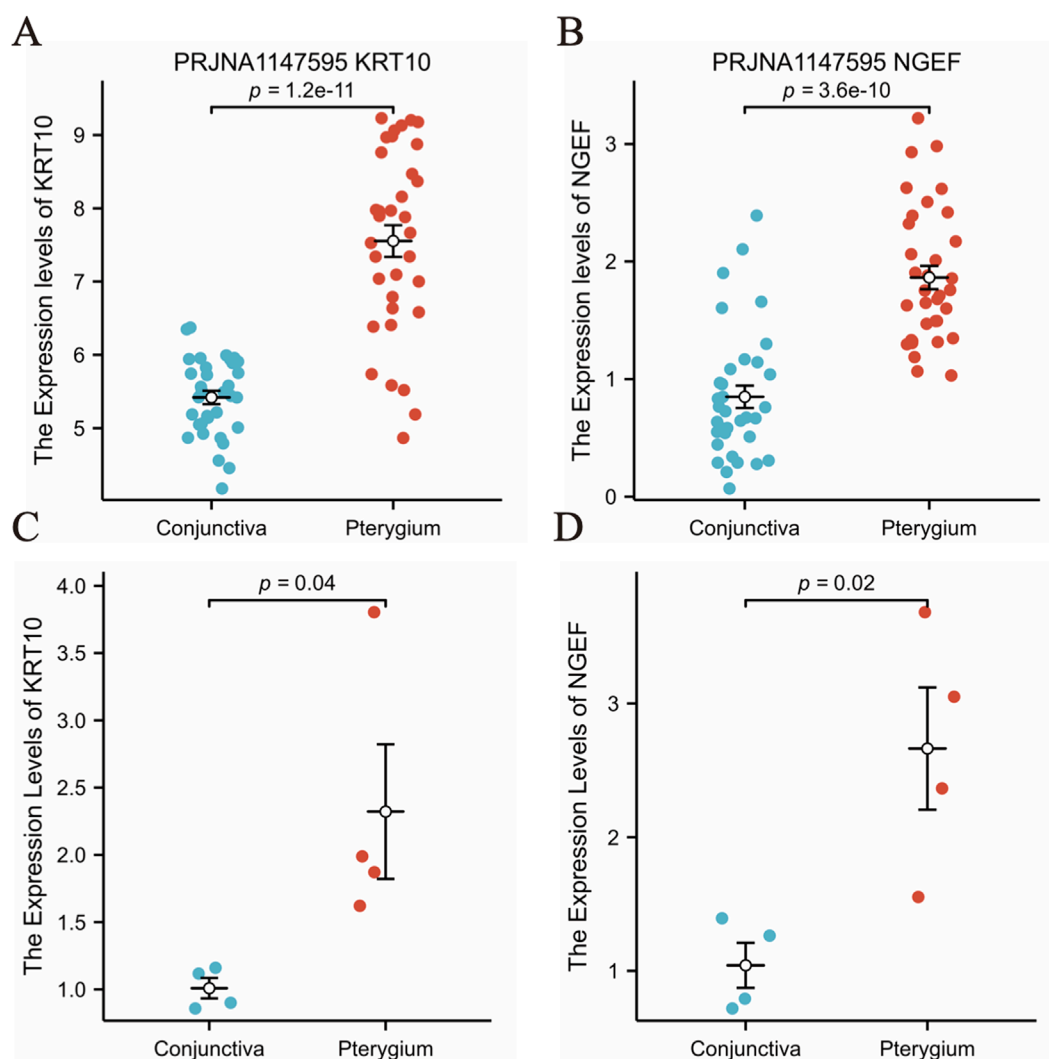 A
PRJNA1147595 KRT10
p = 1.2e-11
The Expression levels of KRT10
9
8
7
6
5
Conjunctiva
Pterygium
B
PRJNA1147595 NGEF
p = 3.6e-10
The Expression levels of NGEF
3
2
1
0
Conjunctiva
Pterygium
C
p = 0.04
The Expression Levels of KRT10
4.0
3.5
3.0
2.5
2.0
1.5
1.0
Conjunctiva
Pterygium
D
p = 0.02
The Expression Levels of NGEF
3
2
1
Conjunctiva
Pterygium